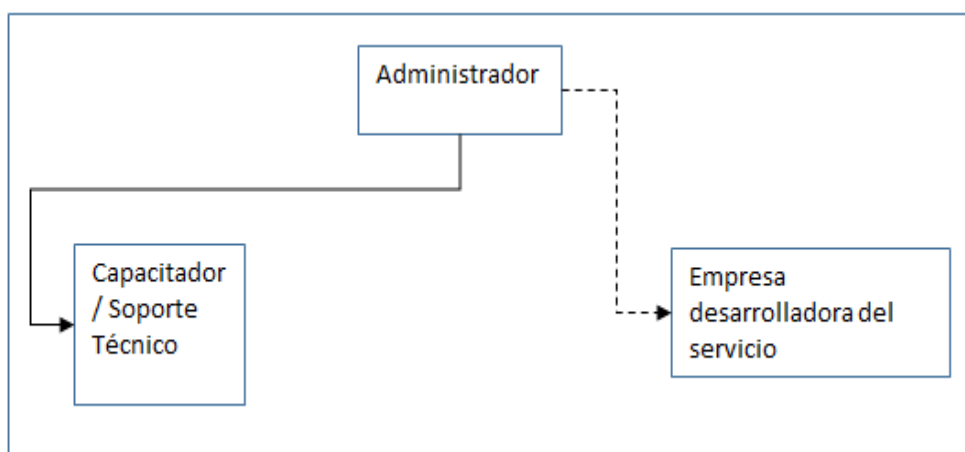 Administrador
Capacitador
/ Soporte
Técnico
Empresa
desarrolladora del
servicio